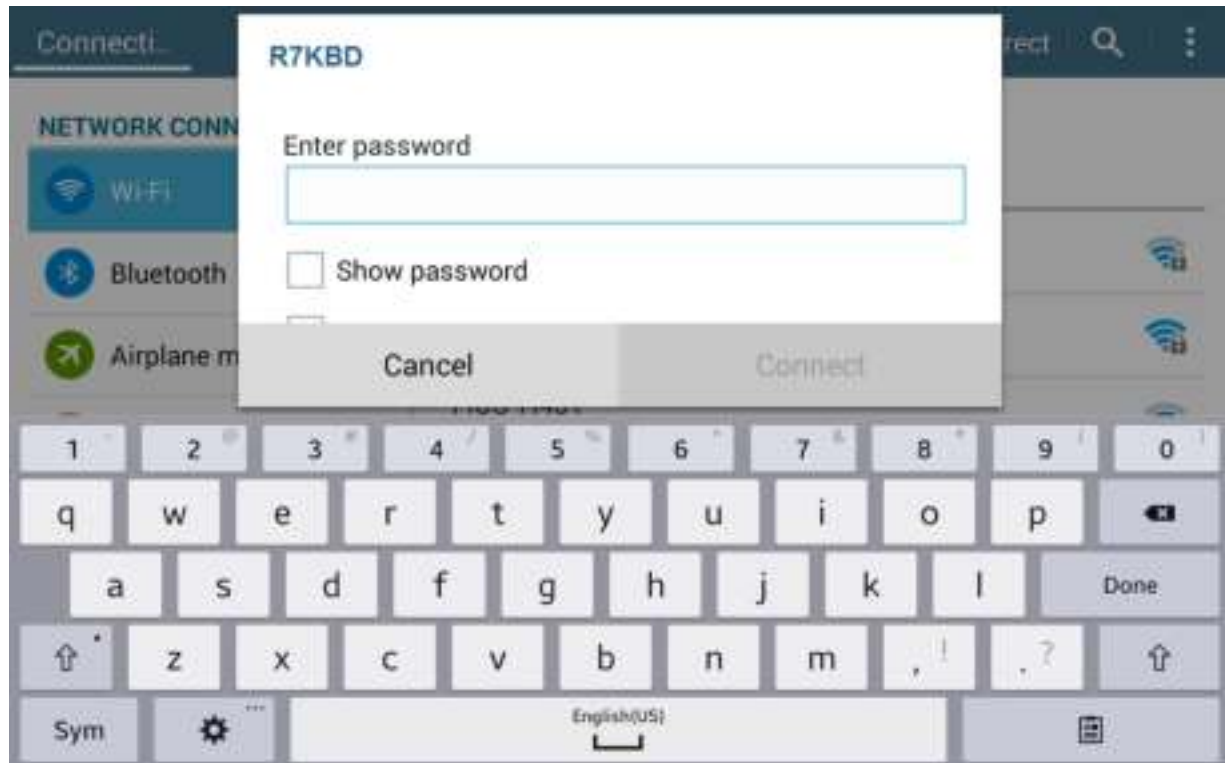 Connecti...
rect
R7KBD
NETWORK CONN
Enter password
Wi-Fi
Show password
Bluetooth
Airplane m
Cancel
Connect
1 2 3 4 5 6 7 8 9 0
q w e r t y u i o p
a s d f g h j k l Done
z x c v b n m , ! . ?
Sym English(US)